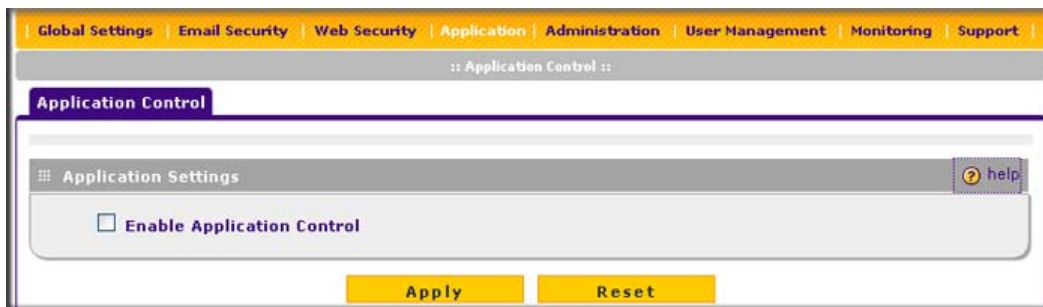 Global Settings | Email Security | Web Security | Application | Administration | User Management | Monitoring | Support |
:: Application Control ::
Application Control
Application Settings
? help
Enable Application Control
Apply Reset